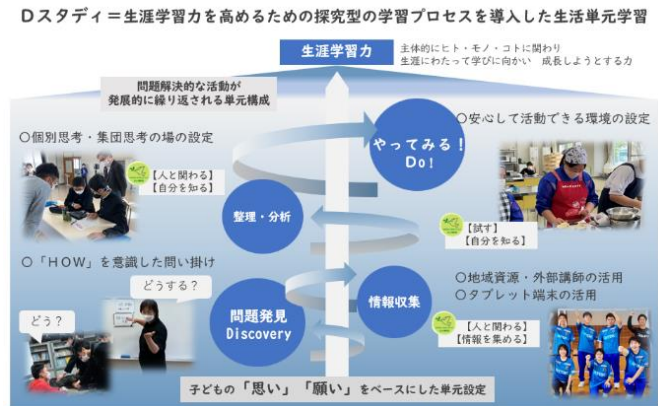 Dスタディ＝生涯学習力を高めるための探究型の学習プロセスを導入した生活単元学習
生涯学習力
主体的にヒト・モノ・コトに関わり
生涯にわたって学びに向かい　成長しようとする力
問題解決的な活動が
発展的に繰り返される単元構成
○個別思考・集団思考の場の設定
【人と関わる】
【自分を知る】
やってみる！
Do！
○安心して活動できる環境の設定
整理・分析
【試す】
【自分を知る】
○「HOW」を意識した問い掛け
どうする？
どう？
問題発見
Discovery
情報収集
○地域資源・外部講師の活用
○タブレット端末の活用
【人と関わる】
【情報を集める】
子どもの「思い」「願い」をベースにした単元設定